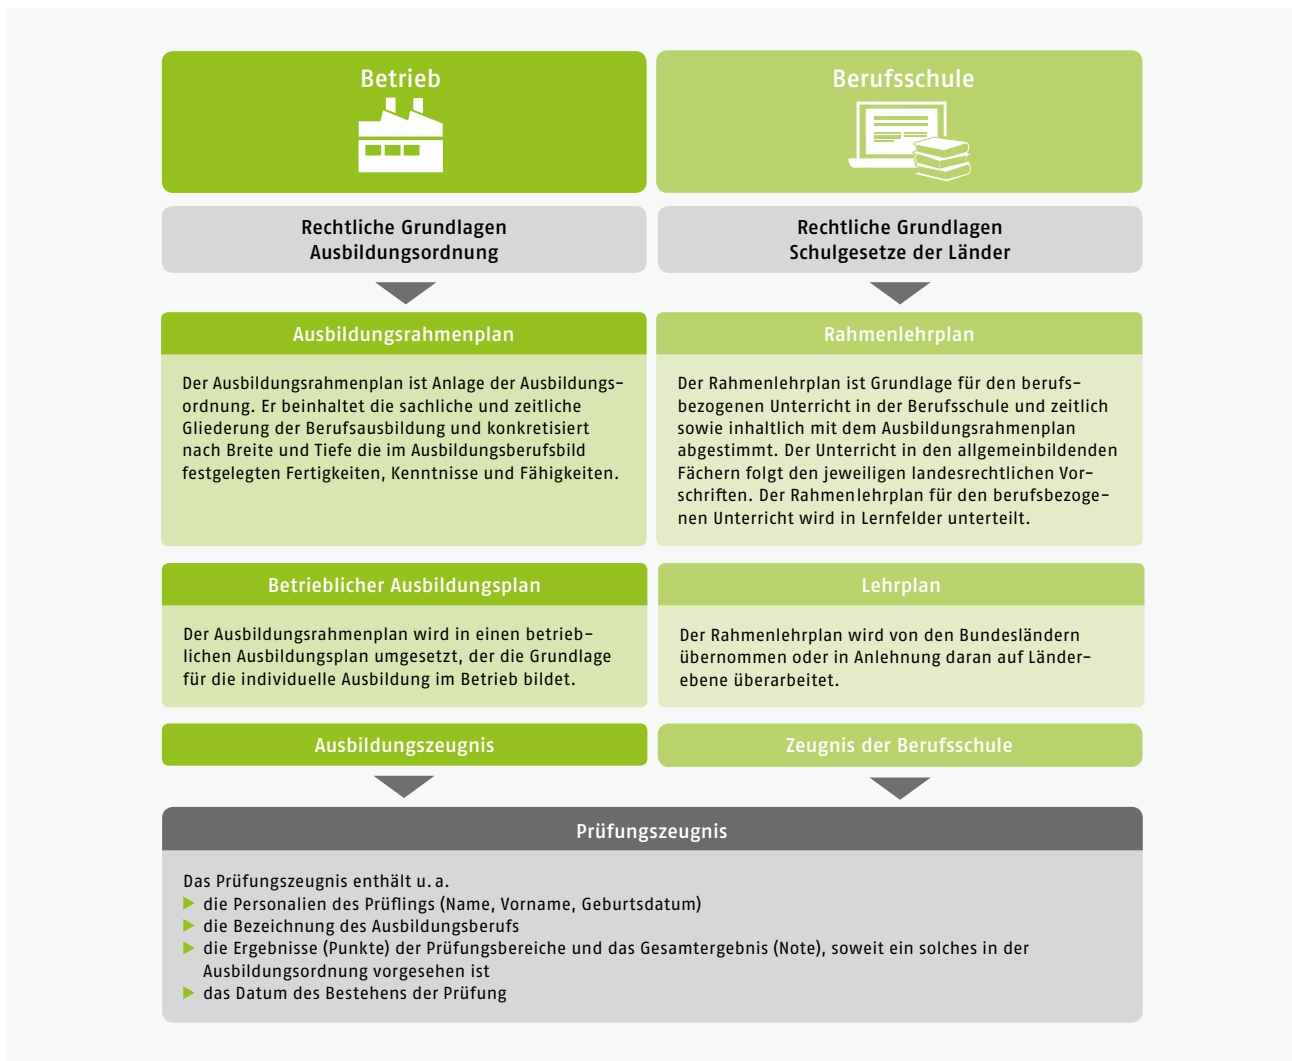 Betrieb
Berufsschule
Rechtliche Grundlagen
Ausbildungsordnung
Rechtliche Grundlagen
Schulgesetze der Länder
Ausbildungsrahmenplan
Der Ausbildungsrahmenplan ist Anlage der Ausbildungs-
ordnung. Er beinhaltet die sachliche und zeitliche
Gliederung der Berufsausbildung und konkretisiert
nach Breite und Tiefe die im Ausbildungsberufsbild
festgelegten Fertigkeiten, Kenntnisse und Fähigkeiten.
Rahmenlehrplan
Der Rahmenlehrplan ist Grundlage für den berufs-
bezogenen Unterricht in der Berufsschule und zeitlich
sowie inhaltlich mit dem Ausbildungsrahmenplan
abgestimmt. Der Unterricht in den allgemeinbildenden
Fächern folgt den jeweiligen landesrechtlichen Vor-
schriften. Der Rahmenlehrplan für den berufsbezoge-
nen Unterricht wird in Lernfelder unterteilt.
Betrieblicher Ausbildungsplan
Der Ausbildungsrahmenplan wird in einen betrieb-
lichen Ausbildungsplan umgesetzt, der die Grundlage
für die individuelle Ausbildung im Betrieb bildet.
Lehrplan
Der Rahmenlehrplan wird von den Bundesländern
übernommen oder in Anlehnung daran auf Länder-
ebene überarbeitet.
Ausbildungszeugnis
Zeugnis der Berufsschule
Prüfungszeugnis
Das Prüfungszeugnis enthält u. a.
▶ die Personalien des Prüflings (Name, Vorname, Geburtsdatum)
▶ die Bezeichnung des Ausbildungsberufs
▶ die Ergebnisse (Punkte) der Prüfungsbereiche und das Gesamtergebnis (Note), soweit ein solches in der
Ausbildungsordnung vorgesehen ist
▶ das Datum des Bestehens der Prüfung